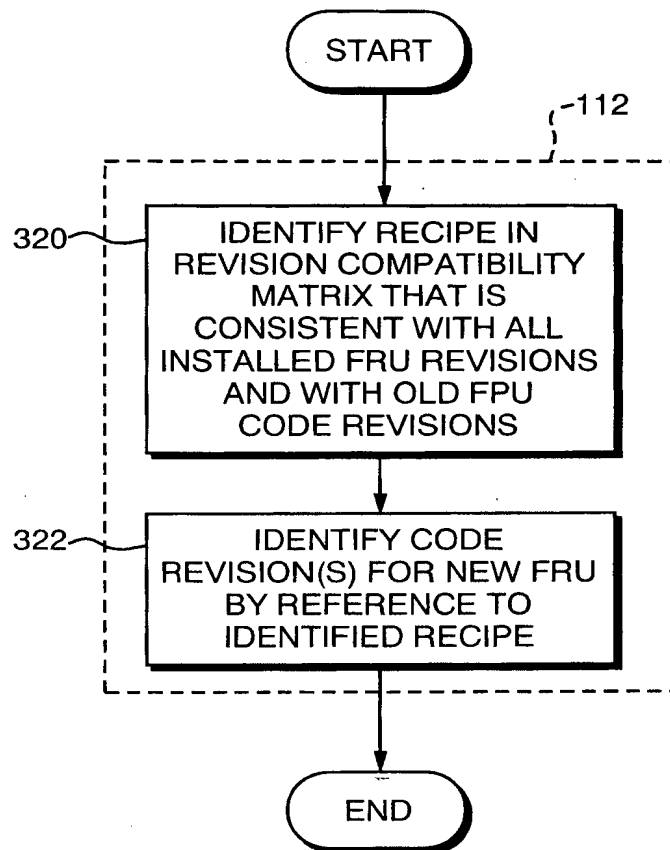 START
112
320
IDENTIFY RECIPE IN
REVISION COMPATIBILITY
MATRIX THAT IS
CONSISTENT WITH ALL
INSTALLED FRU REVISIONS
AND WITH OLD FPU
CODE REVISIONS
322
IDENTIFY CODE
REVISION(S) FOR NEW FRU
BY REFERENCE TO
IDENTIFIED RECIPE
END